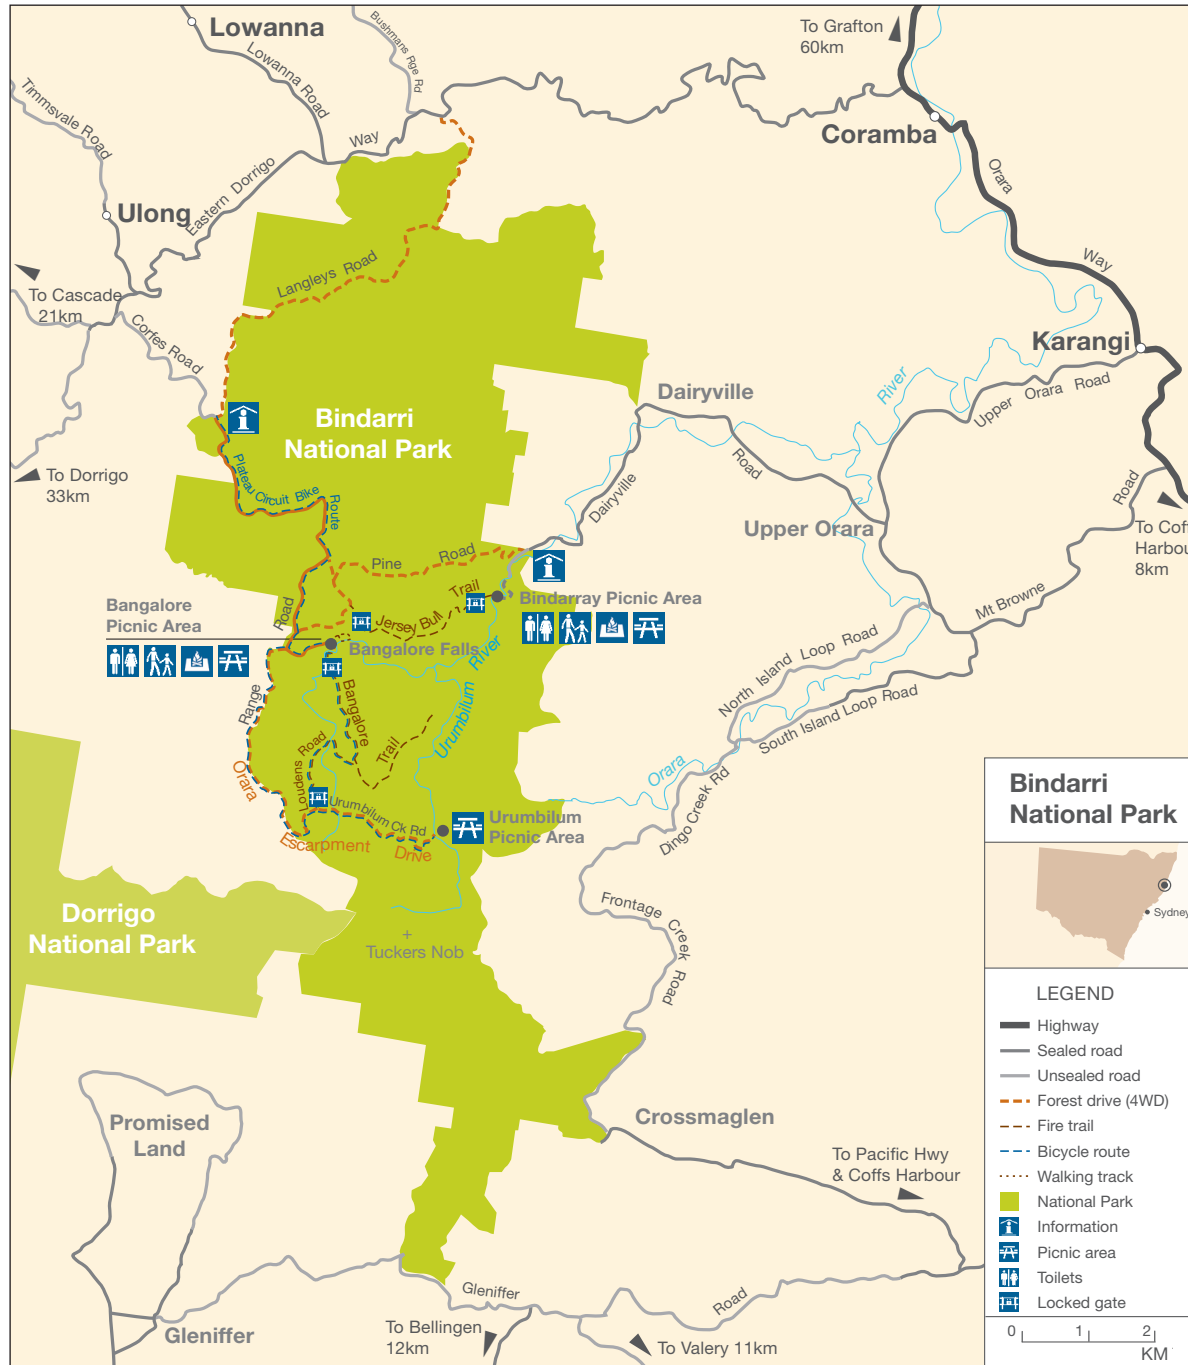 Lowanna
Lowanna Road
Bushmans Rge Rd
To Grafton
60km
Timmsvale Road
Way
Eastern Dorrigo
Coramba
Orara
Way
Ulong
To Cascade
21km
Langleys Road
Corfes Road
Karangi
River
Upper Orara Road
Dairyville
Road
Bindarri
National Park
To Dorrigo
33km
Plateau Circuit Bike
Route
Dairyville
Upper Orara
Road
To Coff
Harbou
8km
Pine Road
Bangalore
Picnic Area
Road
Jersey Bull Trail
Bindarray Picnic Area
Mt Browne
Bangalore Falls
River
Urumbilum
North Island Loop Road
South Island Loop Road
Range
Orara
Bangalore
Trail
Loudens Road
Orara
Dingo Creek Rd
Urumbilum Ck Rd
Urumbilum
Picnic Area
Escarpment Drive
Bindarri
National Park
Sydney
Dorrigo
National Park
Tuckers Nob
Frontage Creek Road
LEGEND
Highway
Sealed road
Unsealed road
Forest drive (4WD)
Fire trail
Bicycle route
Walking track
National Park
Information
Picnic area
Toilets
Locked gate
0 1 2
KM
Promised
Land
Crossmaglen
To Pacific Hwy
& Coffs Harbour
Gleniffer
Road
Gleniffer
To Bellingen
12km
To Valery 11km